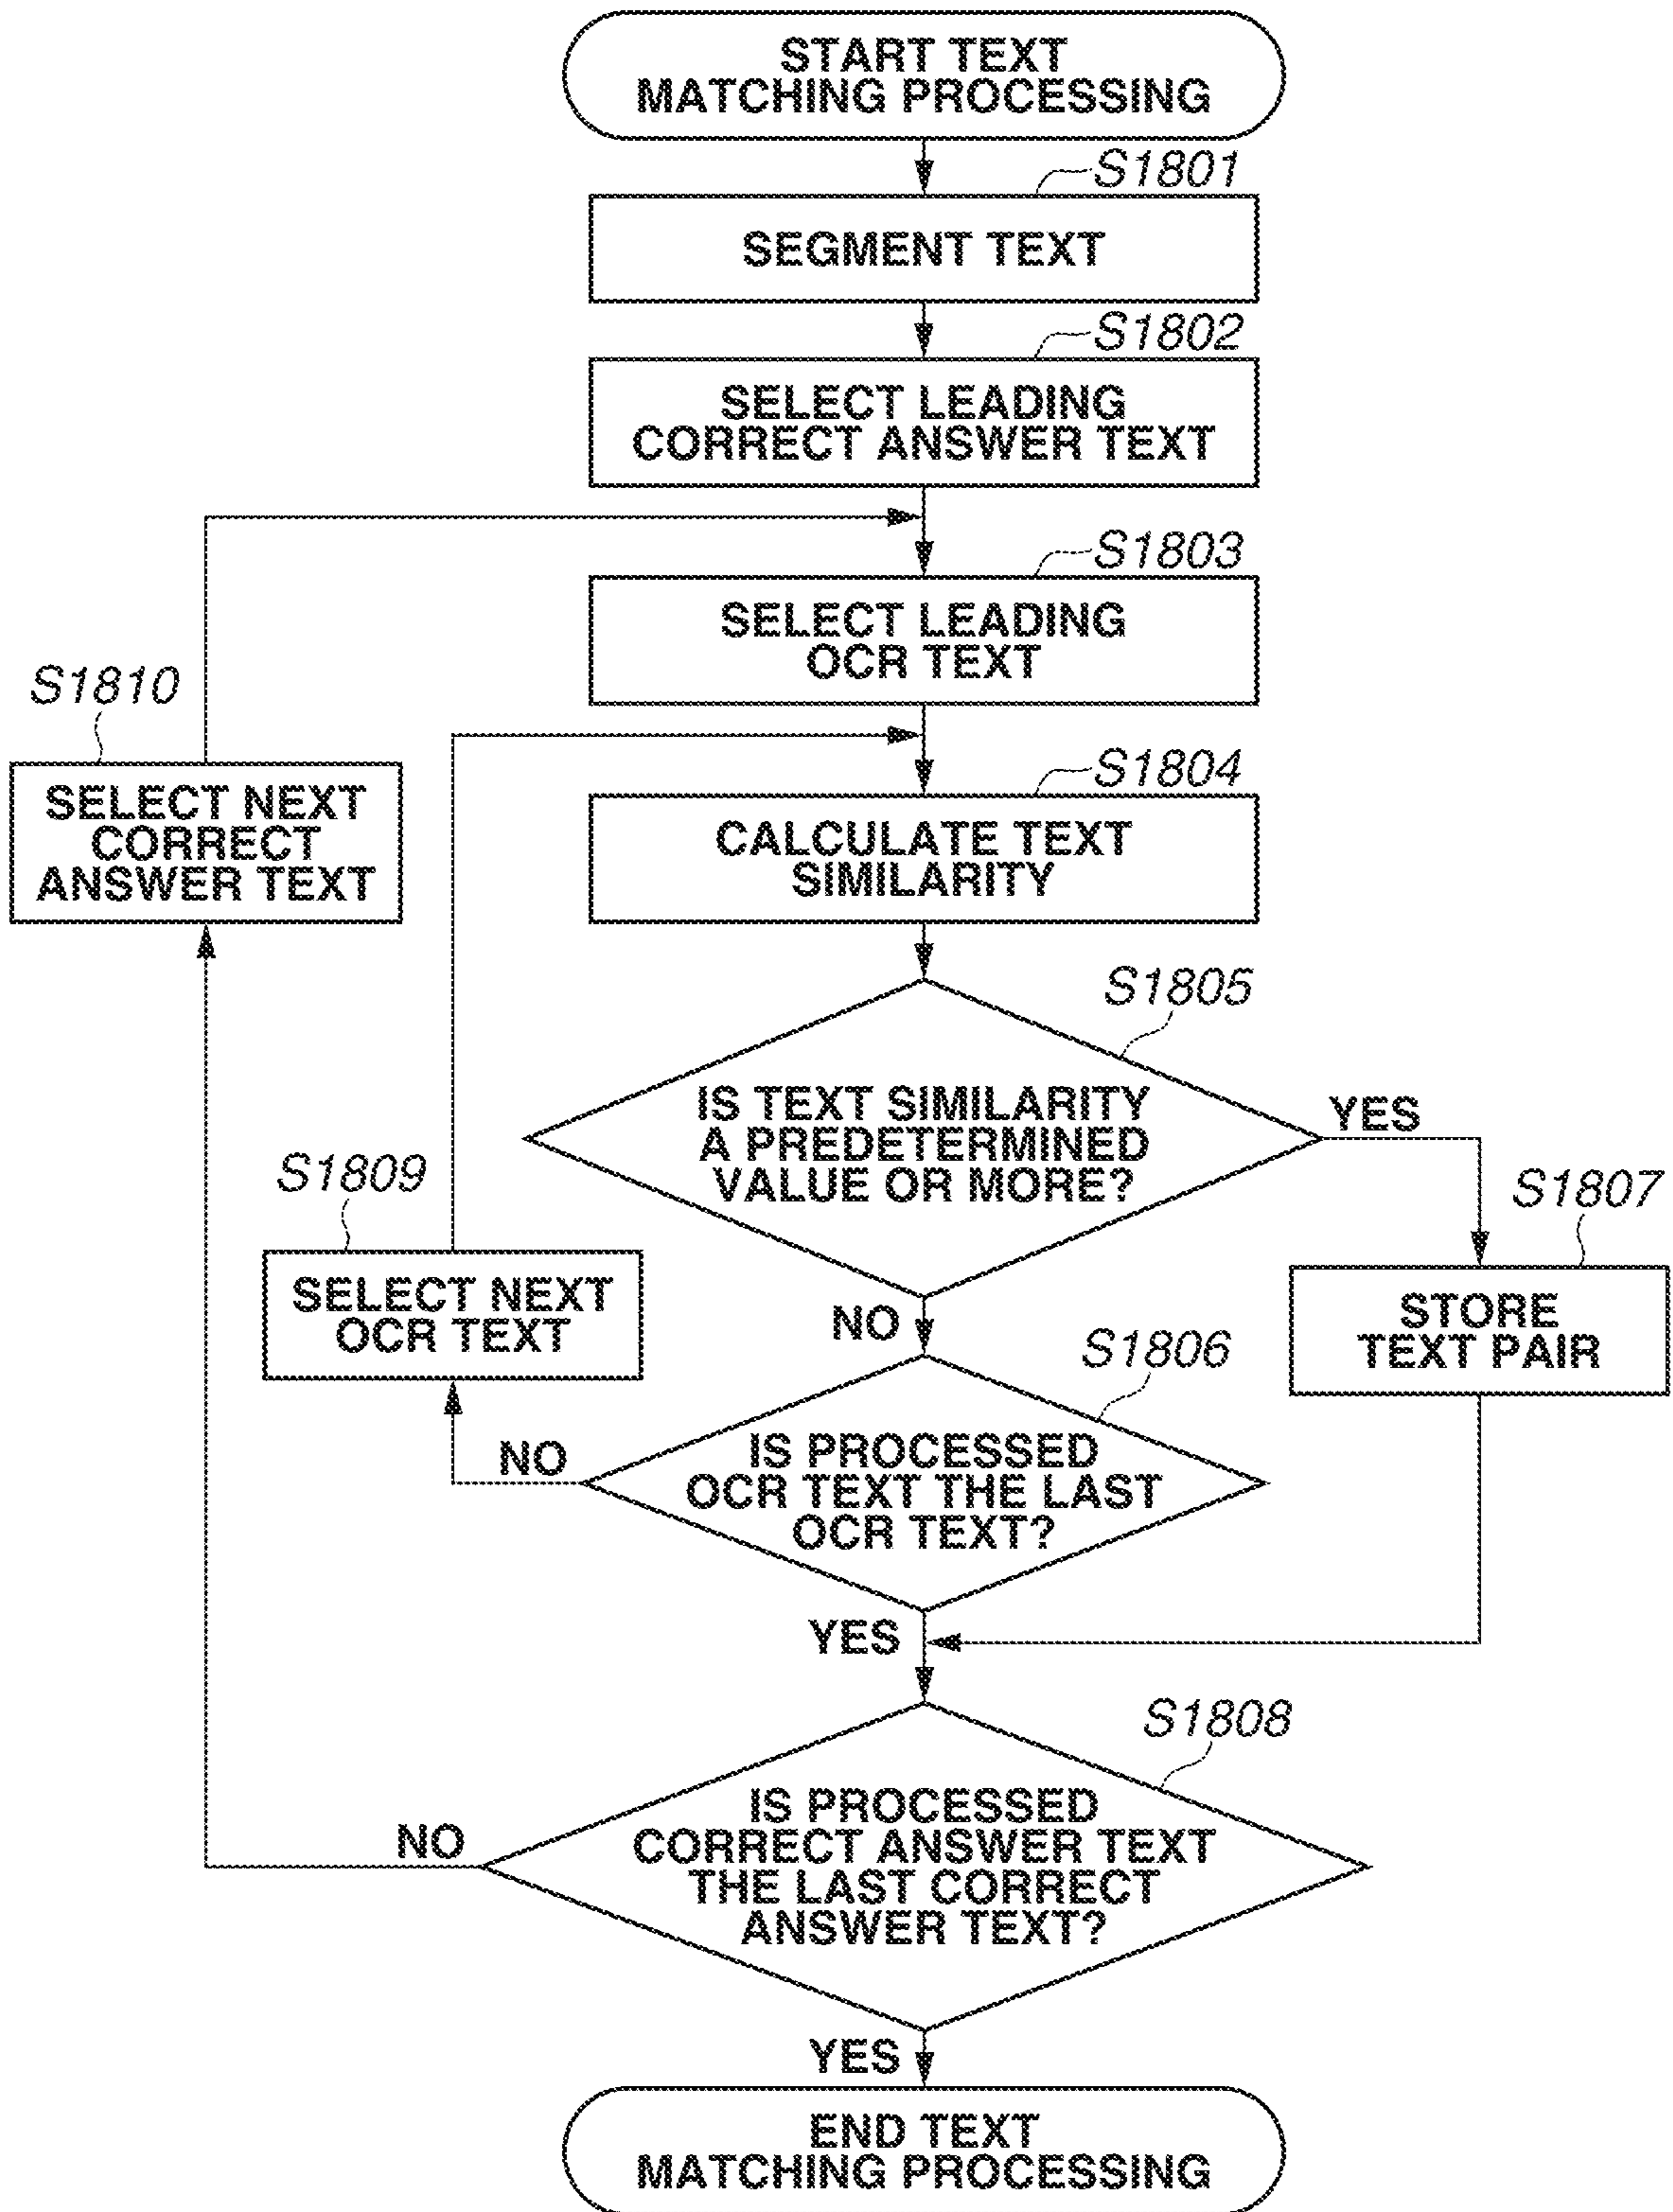 START TEXT
MATCHING PROCESSING
S1801
SEGMENT TEXT
S1802
SELECT LEADING
CORRECT ANSWER TEXT
S1803
SELECT LEADING
OCR TEXT
S1810
SELECT NEXT
CORRECT
ANSWER TEXT
S1804
CALCULATE TEXT
SIMILARITY
S1805
IS TEXT SIMILARITY
A PREDETERMINED
VALUE OR MORE?
YES
S1809
SELECT NEXT
OCR TEXT
S1807
STORE
TEXT PAIR
NO
S1806
IS PROCESSED
OCR TEXT THE LAST
OCR TEXT?
NO
YES
S1808
IS PROCESSED
CORRECT ANSWER TEXT
THE LAST CORRECT
ANSWER TEXT?
NO
YES
END TEXT
MATCHING PROCESSING